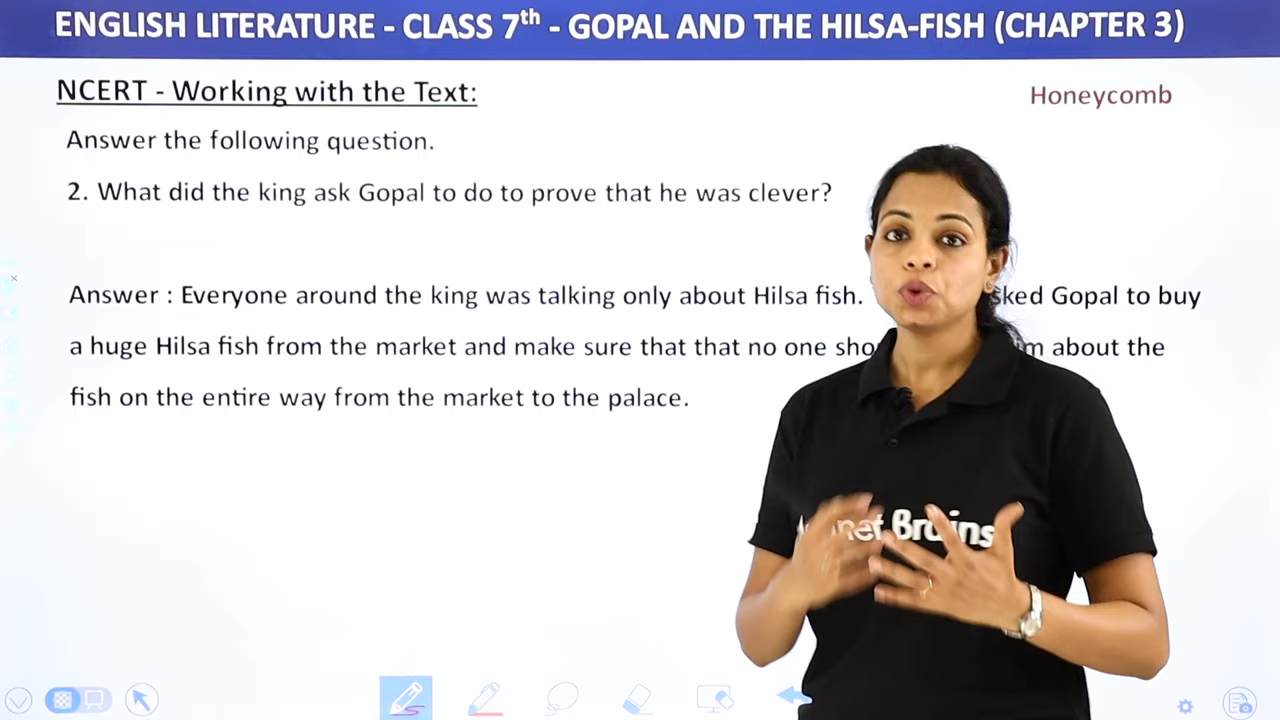 ENGLISH LITERATURE - CLASS 7th - GOPAL AND THE HILSA-FISH (CHAPTER 3)
NCERT - Working with the Text:
Honeycomb
Answer the following question.
2. What did the king ask Gopal to do to prove that he was clever?
Answer : Everyone around the king was talking only about Hilsa fish. Gopal to buy
a huge Hilsa fish from the market and make sure that that no one about the
fish on the entire way from the market to the palace.
Brains